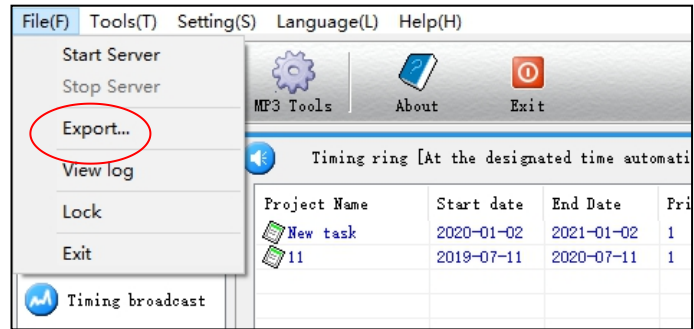 File(F) Tools(T) Setting(S) Language(L) Help(H)
Start Server
Stop Server
Export...
View log
Lock
Exit
MP3 Tools About Exit
Timing ring [At the designated time automati
Project Name Start date End Date Pri
New task 2020-01-02 2021-01-02 1
11 2019-07-11 2020-07-11 1
Timing broadcast